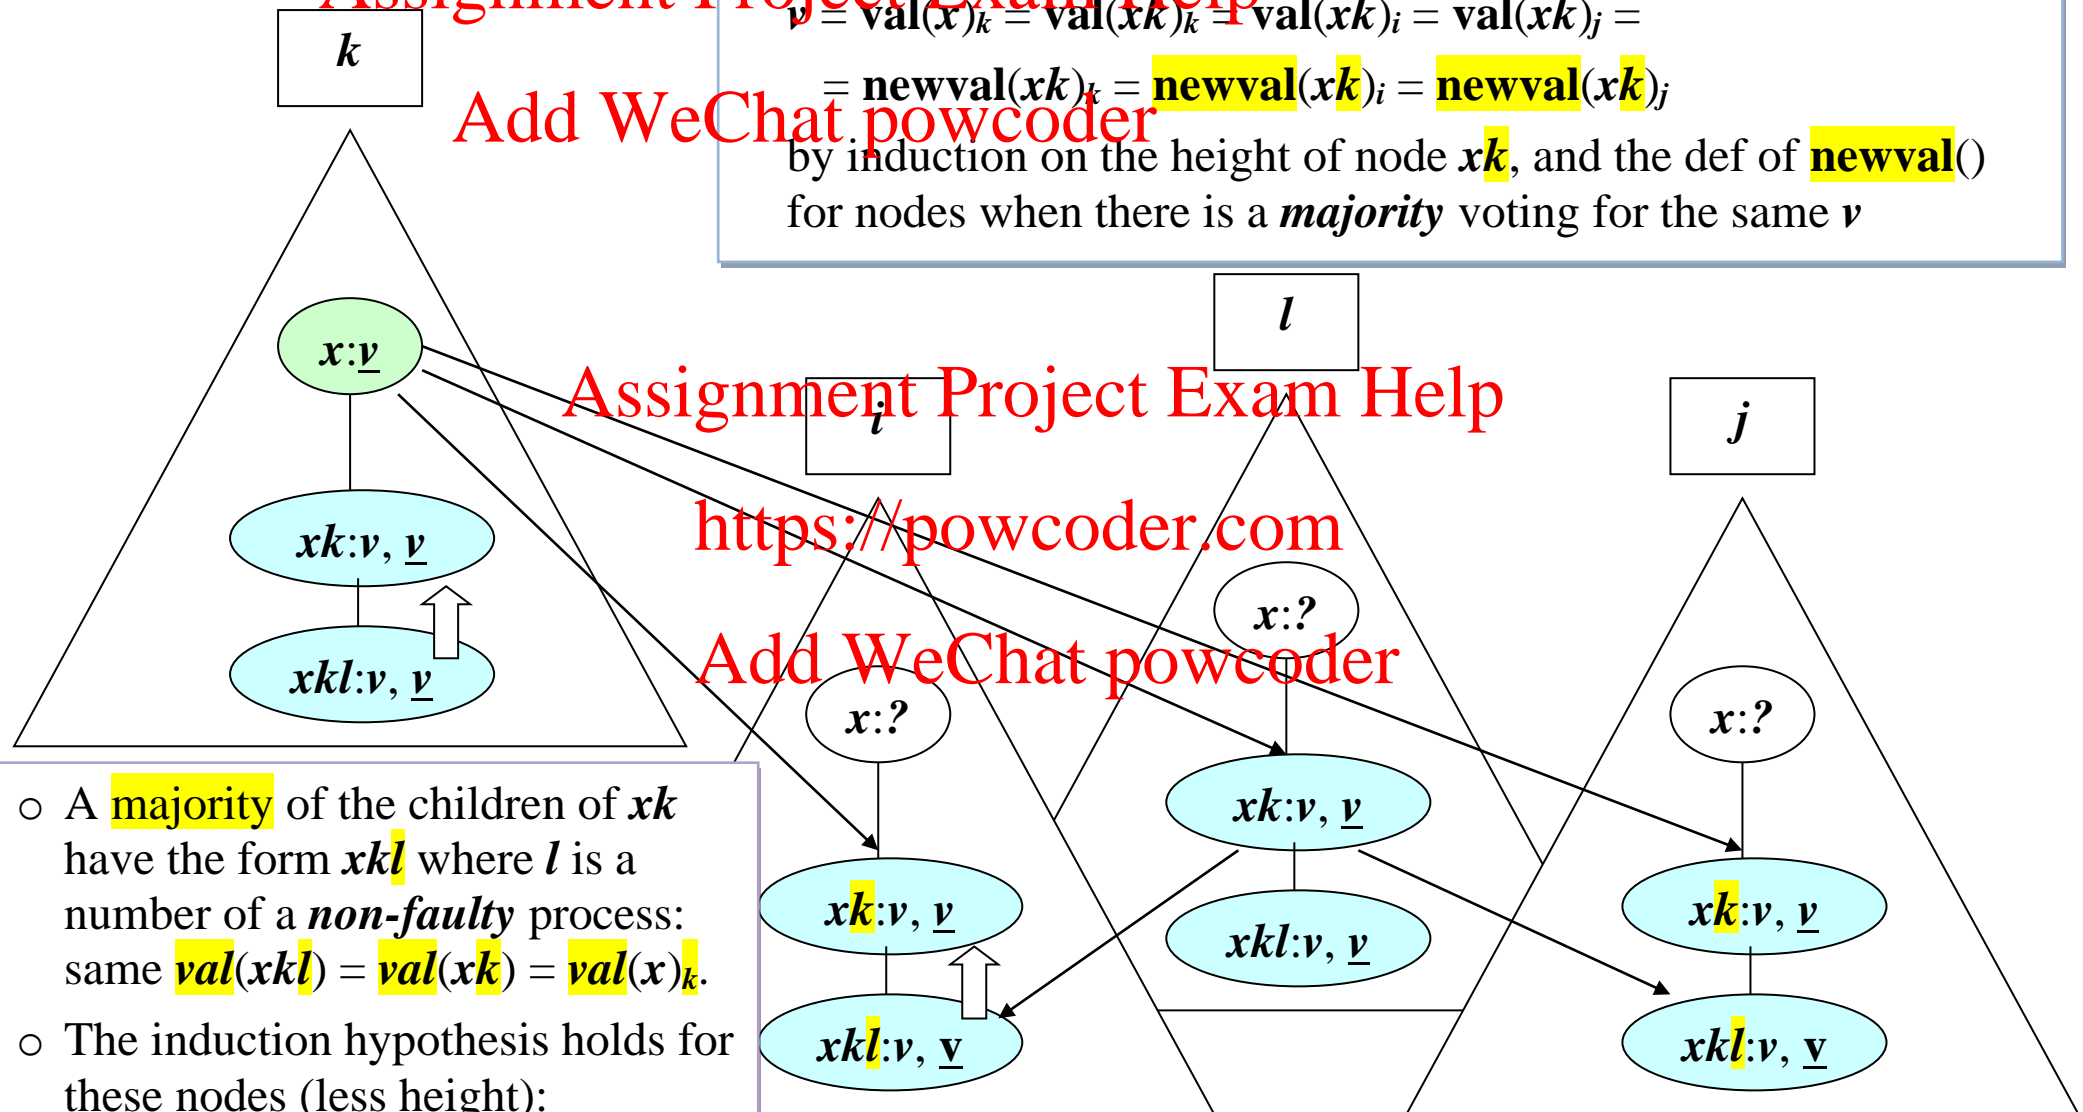 Assignment Project Exam Help
v = val(x)k = val(xk)k = val(xk)i = val(xk)j =
= newval(xk)k = newval(xk)i = newval(xk)j
Add WeChat powcoder
by induction on the height of node xk, and the def of newval()
for nodes when there is a majority voting for the same v
k
l
x:v
Assignment Project Exam Help
i
j
xk:v, v
https://powcoder.com
x:?
xkl:v, v
Add WeChat powcoder
x:?
x:?
A majority of the children of xk
have the form xkl where l is a
number of a non-faulty process:
same val(xkl) = val(xk) = val(x)k.
The induction hypothesis holds for
these nodes (less height):
xk:v, v
xk:v, v
xk:v, v
xkl:v, v
xkl:v, v
xkl:v, v